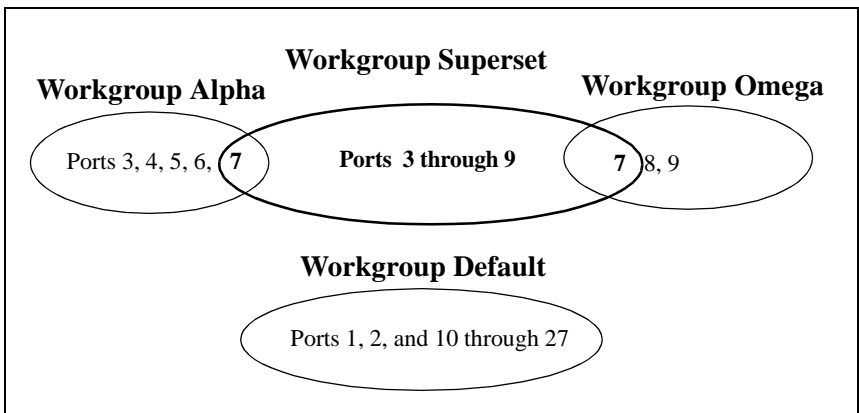 Workgroup Superset
Workgroup Alpha
Workgroup Omega
Ports 3, 4, 5, 6, 7
Ports 3 through 9
7 8, 9
Workgroup Default
Ports 1, 2, and 10 through 27